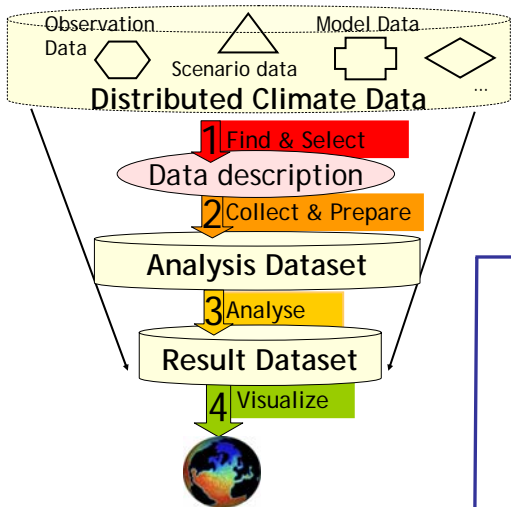 Observation
Data
Model Data
Scenario data
...
Distributed Climate Data
1 Find & Select
Data description
2 Collect & Prepare
Analysis Dataset
3 Analyse
Result Dataset
4 Visualize